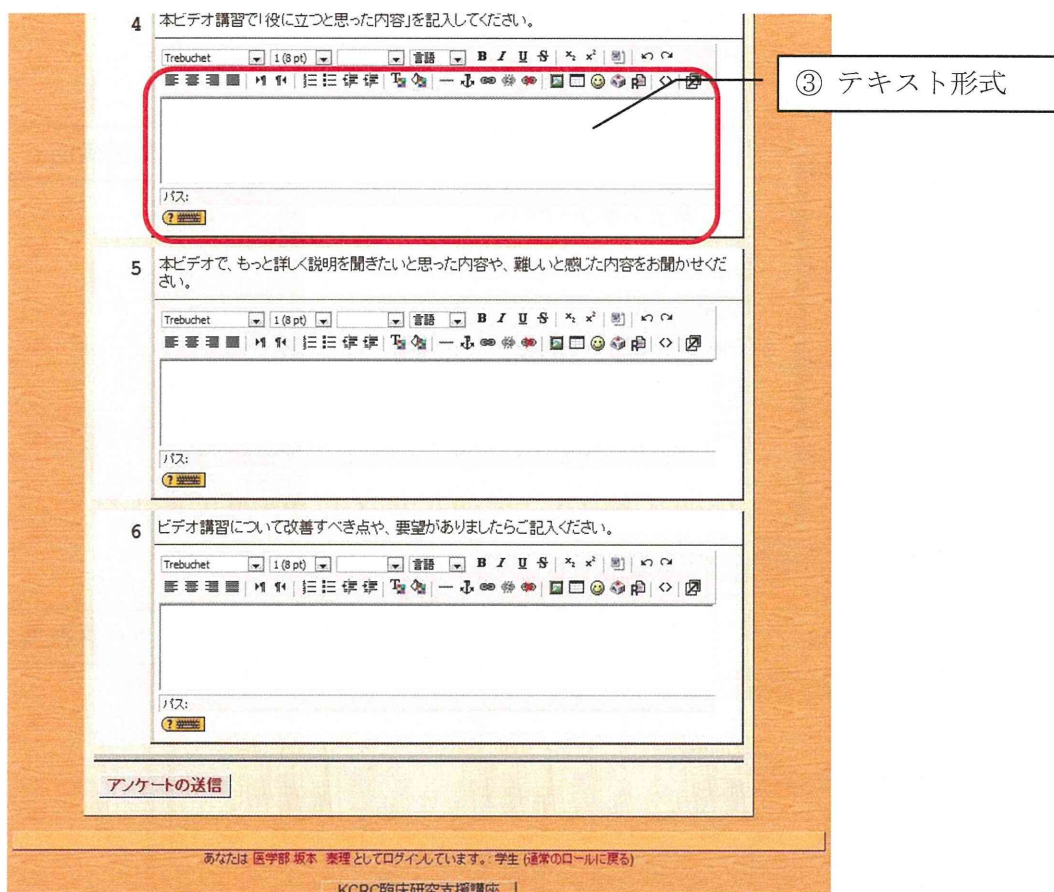 4 本ビデオ講習で「役に立つと思った内容」を記入してください。
Trebuchet 1 (8 pt) 言語 B I U S
③ テキスト形式
パス:
5 本ビデオで、もっと詳しく説明を聞きたいと思った内容や、難しいと感じた内容をお聞かせくだ
さい。
Trebuchet 1 (8 pt) 言語 B I U S
パス:
6 ビデオ講習について改善すべき点や、要望がありましたらご記入ください。
Trebuchet 1 (8 pt) 言語 B I U S
パス:
アンケートの送信
あなたは 医学部 坂本 泰理 としてログインしています。: 学生 (通常のロールに戻る)
KCRC臨床研究支援講座